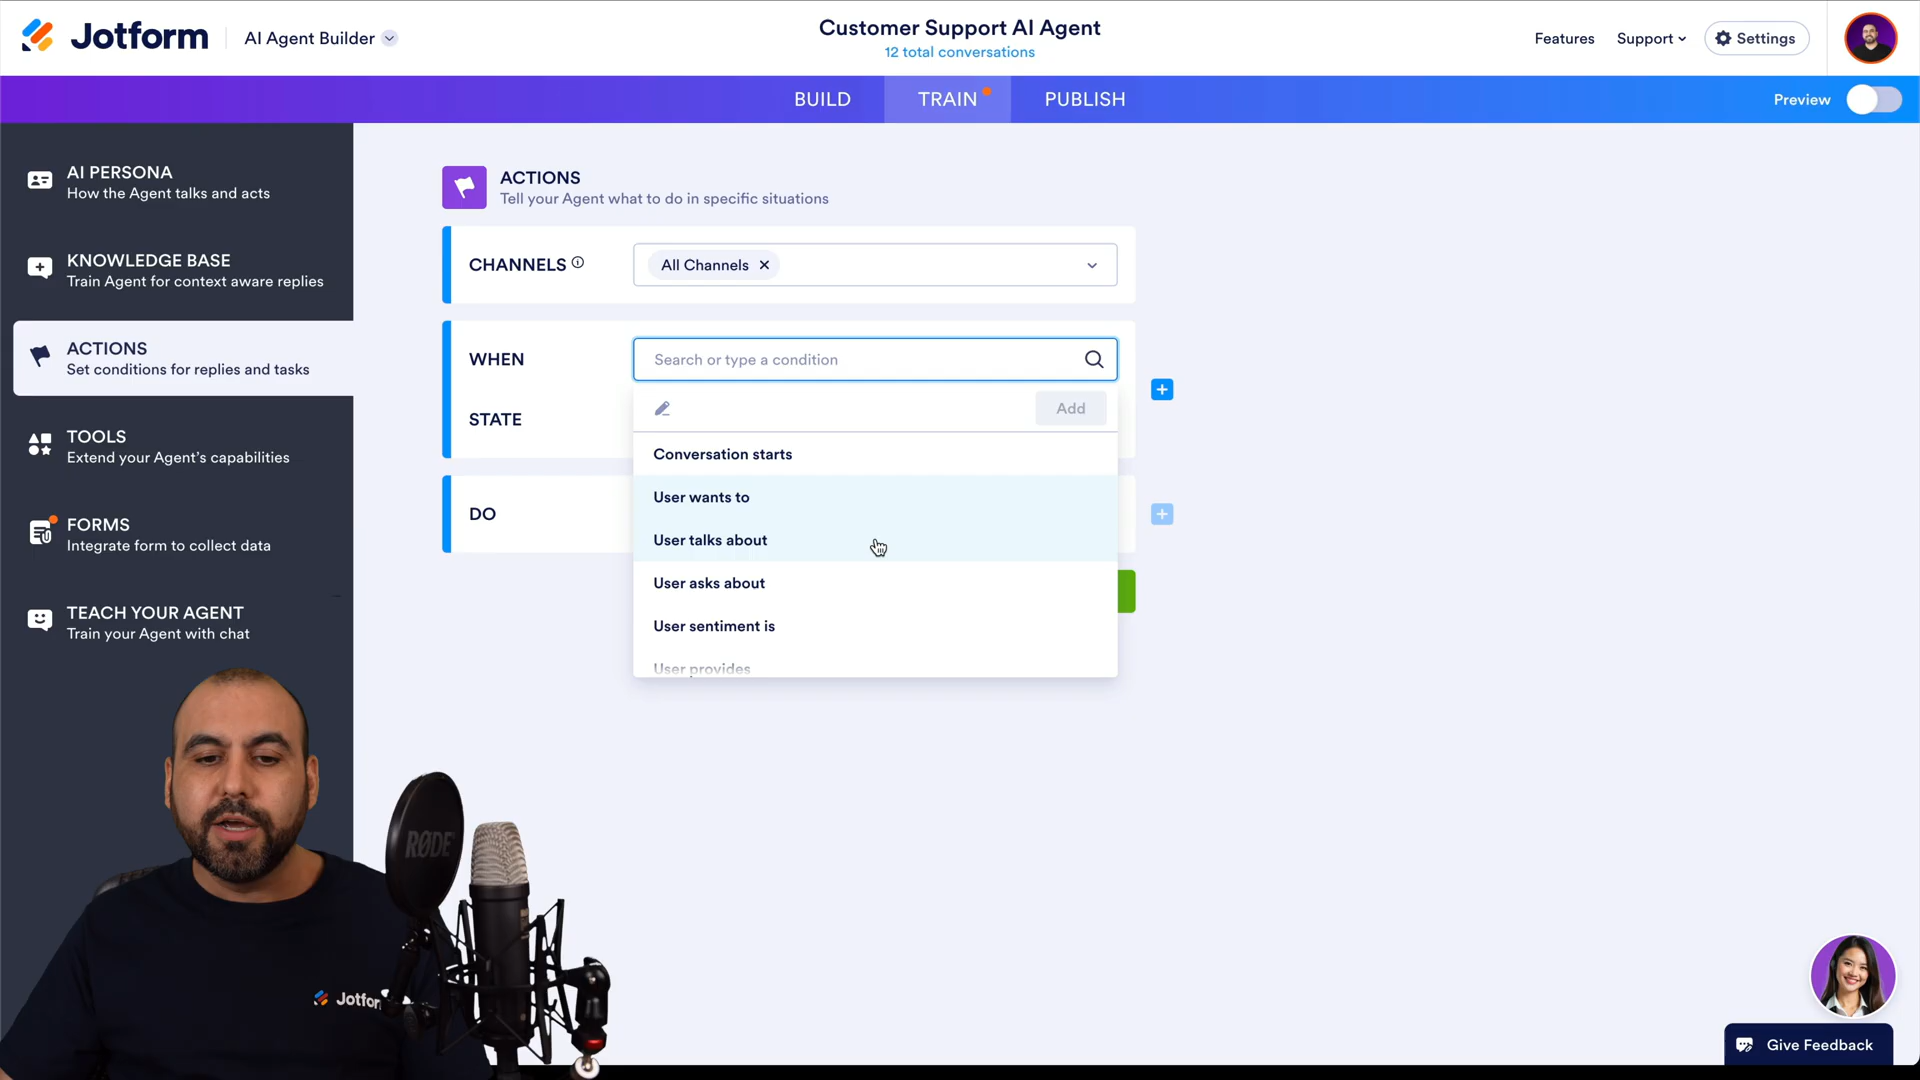 Jotform
AI Agent Builder
Customer Support AI Agent
12 total conversations
Features
Support
Settings
BUILD
TRAIN
PUBLISH
Preview
AI PERSONA
How the Agent talks and acts
KNOWLEDGE BASE
Train Agent for context aware replies
ACTIONS
Set conditions for replies and tasks
TOOLS
Extend your Agent's capabilities
FORMS
Integrate form to collect data
TEACH YOUR AGENT
Train your Agent with chat
ACTIONS
Tell your Agent what to do in specific situations
CHANNELS
All Channels
WHEN
Search or type a condition
STATE
Add
Conversation starts
User wants to
User talks about
DO
User asks about
User sentiment is
User provides
RØDE
Jotfor
Give Feedback